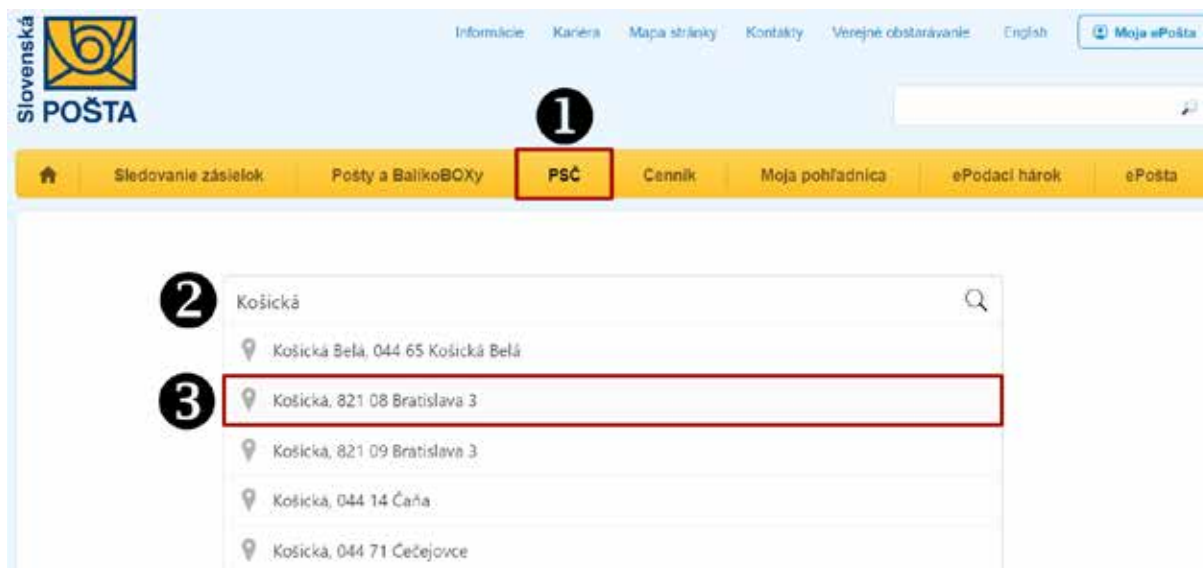 Slovenská
POŠTA
Informácie Kariéra Mapa stránky Kontakty Verejné obstarávanie English Moja ePošta
1
Sledovanie zásielok Pošty a BalíkoBOXy PSČ Cenník Moja pohľadnica ePodací hárok ePošta
2 Košická
Košická Belá, 044 65 Košická Belá
3 Košická, 821 08 Bratislava 3
Košická, 821 09 Bratislava 3
Košická, 044 14 Čaňa
Košická, 044 71 Čečejovce